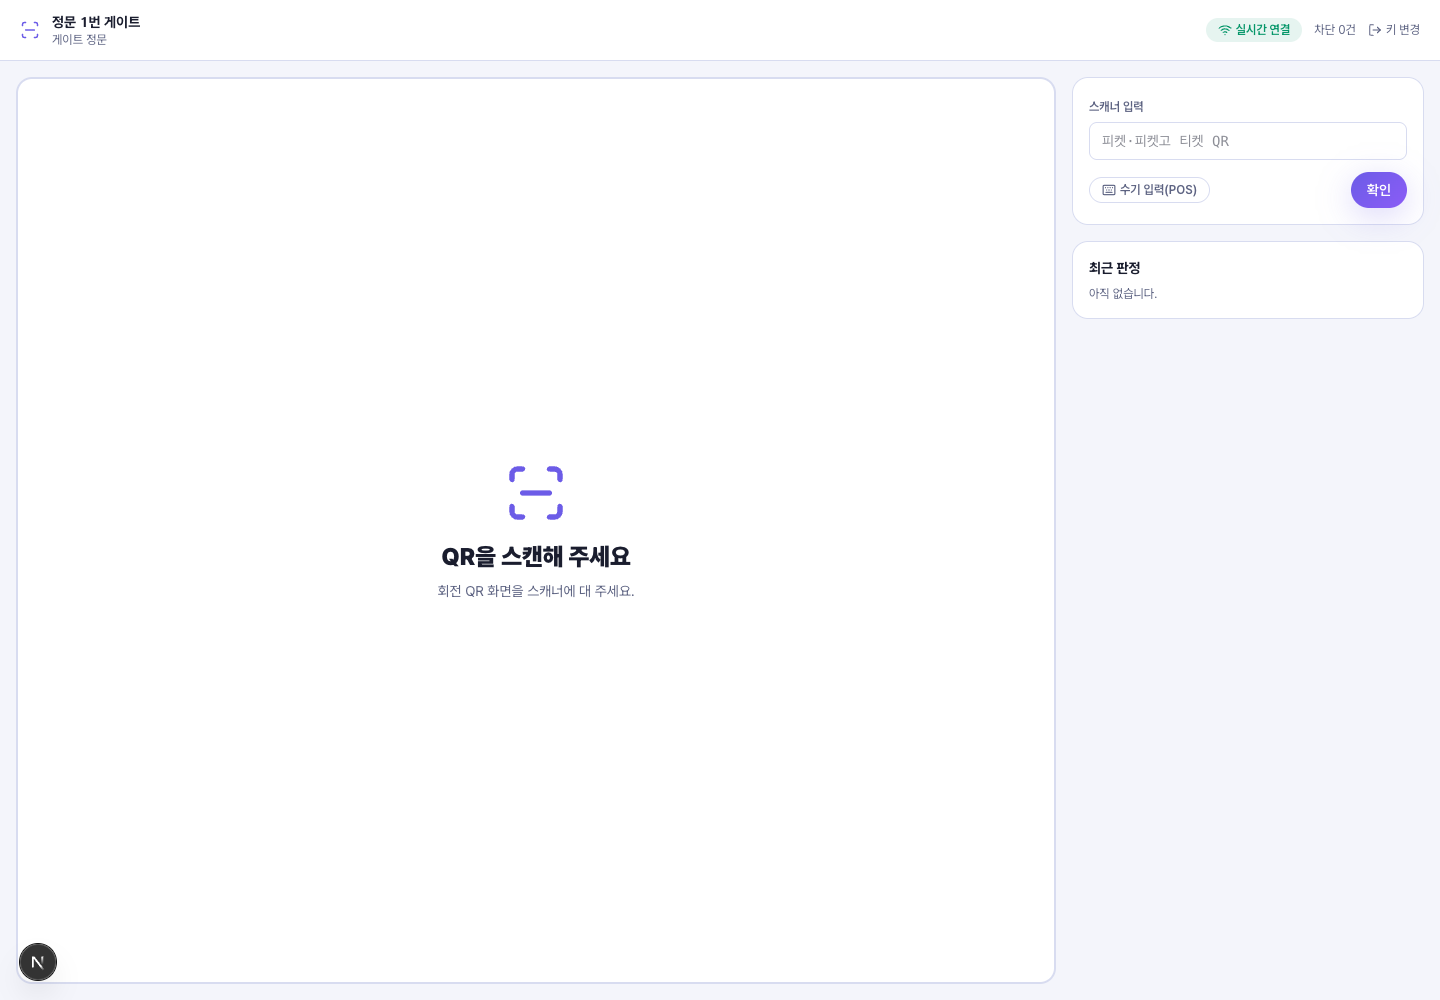 정문 1번 게이트
게이트 정문
실시간 연결
차단 0건
키 변경
QR을 스캔해 주세요
회전 QR 화면을 스캐너에 대 주세요.
스캐너 입력
피켓·피켓고 티켓 QR
수기 입력(POS)
확인
최근 판정
아직 없습니다.
N